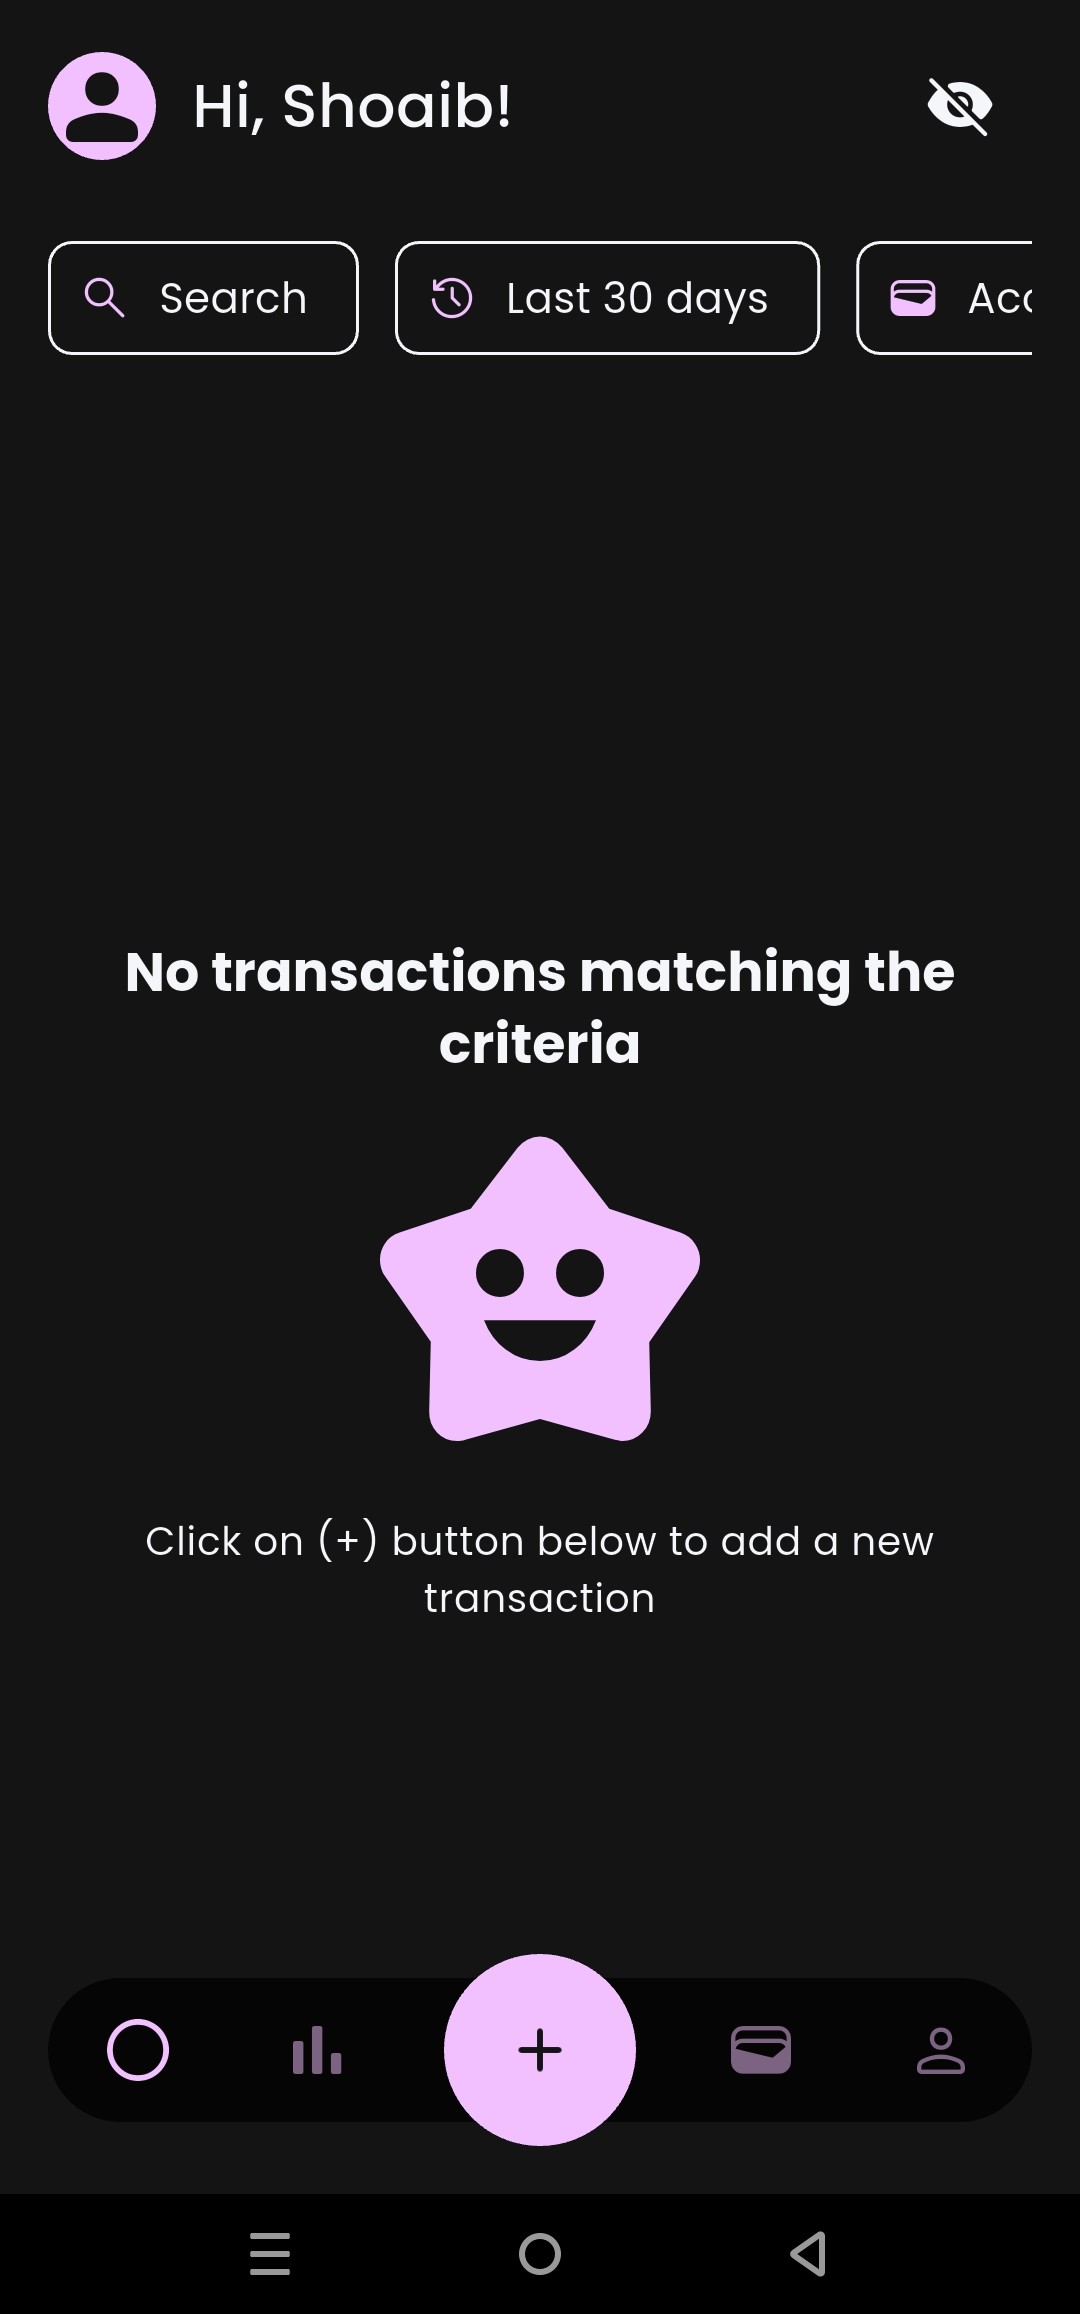 Hi, Shoaib!
Search
Last 30 days
No transactions matching the
criteria
Click on (+) button below to add a new
transaction